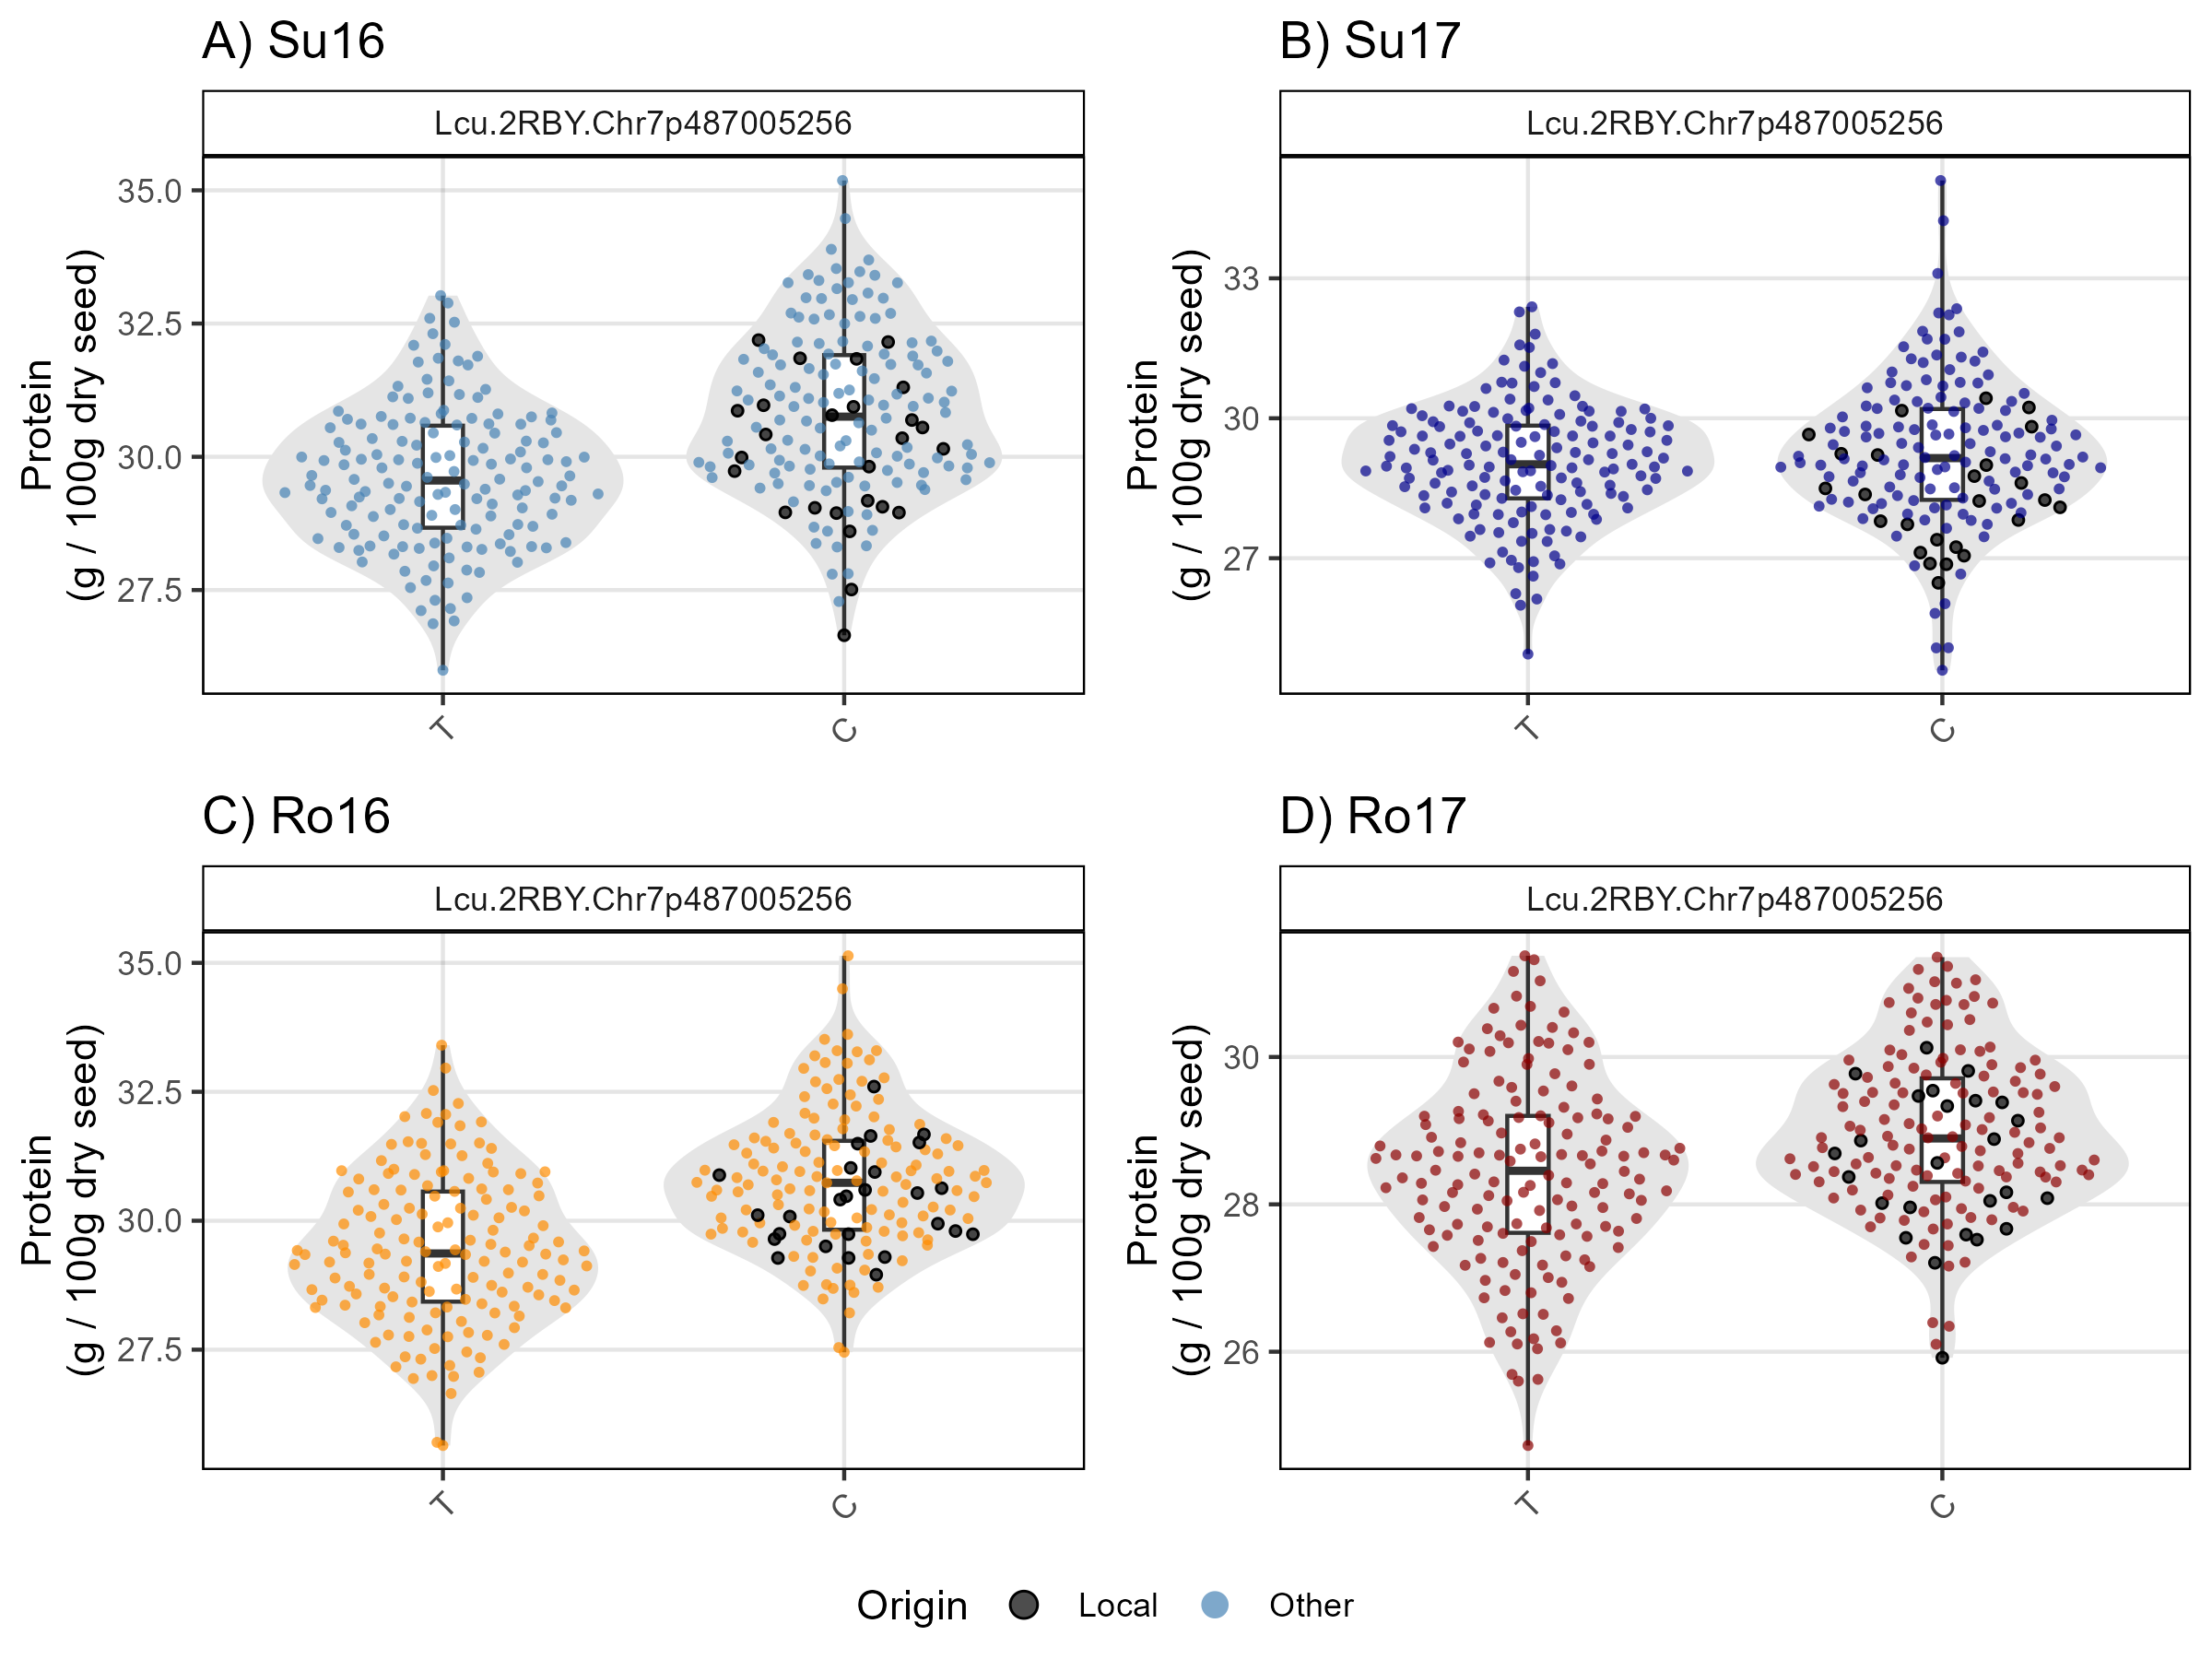 A) Su16
Lcu.2RBY.Chr7p487005256
Protein
(g / 100g dry seed)
35.0
32.5
30.0
27.5
T
C
B) Su17
Lcu.2RBY.Chr7p487005256
Protein
(g / 100g dry seed)
33
30
27
T
C
C) Ro16
Lcu.2RBY.Chr7p487005256
Protein
(g / 100g dry seed)
35.0
32.5
30.0
27.5
T
C
D) Ro17
Lcu.2RBY.Chr7p487005256
Protein
(g / 100g dry seed)
30
28
26
T
C
Origin Local Other